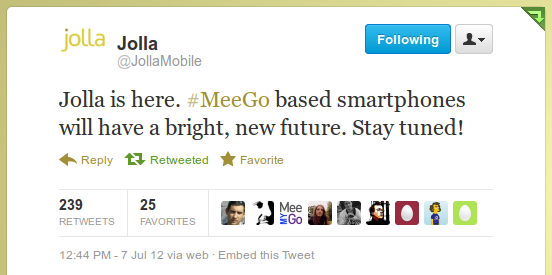 jolla
Jolla
@JollaMobile
Following
Jolla is here. #MeeGo based smartphones
will have a bright, new future. Stay tuned!
Reply Retweeted Favorite
239
RETWEETS
25
FAVORITES
Mee
MY
Go
12:44 PM - 7 Jul 12 via web · Embed this Tweet